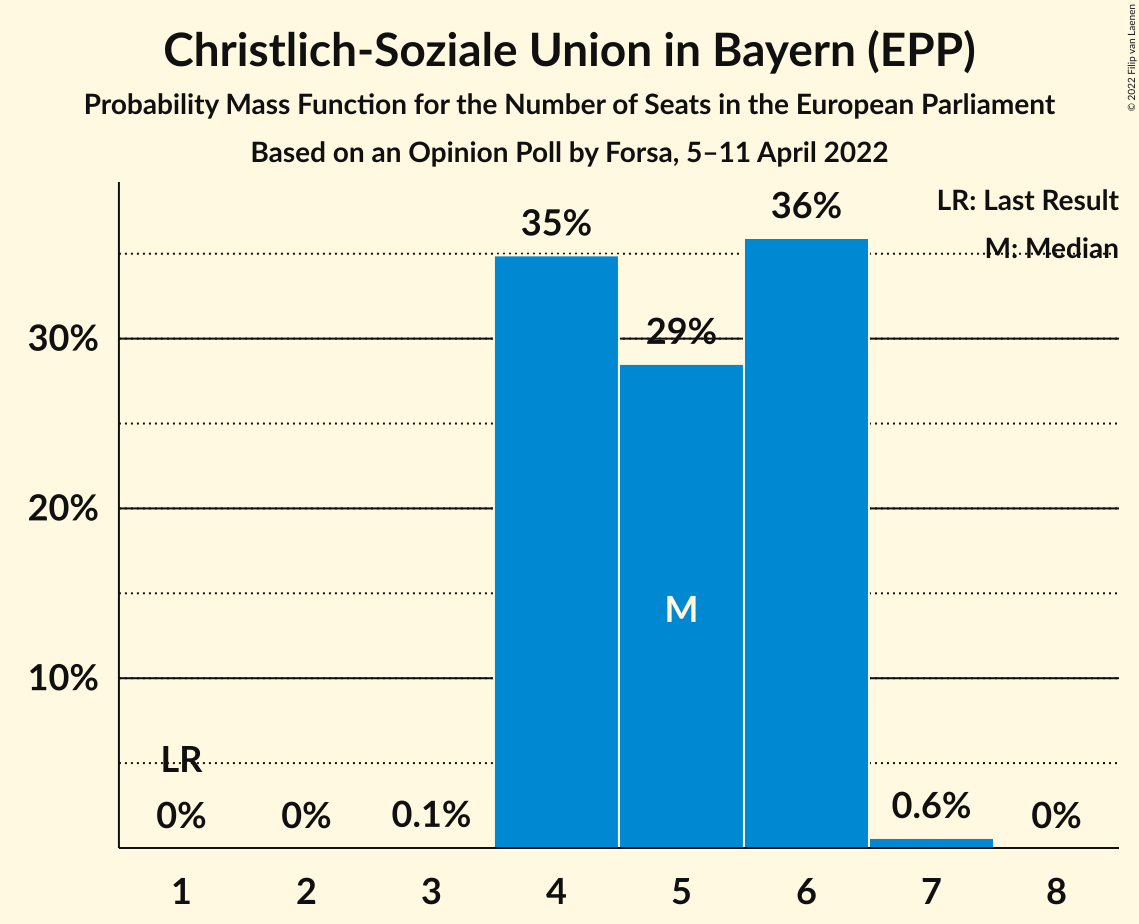 Christlich-Soziale Union in Bayern (EPP)
Probability Mass Function for the Number of Seats in the European Parliament
Based on an Opinion Poll by Forsa, 5–11 April 2022
© 2022 Filip van Laenen
LR: Last Result
M: Median
35%
36%
29%
30%
20%
10%
M
LR
0%
0%
0.1%
0.6%
0%
1 2 3 4 5 6 7 8